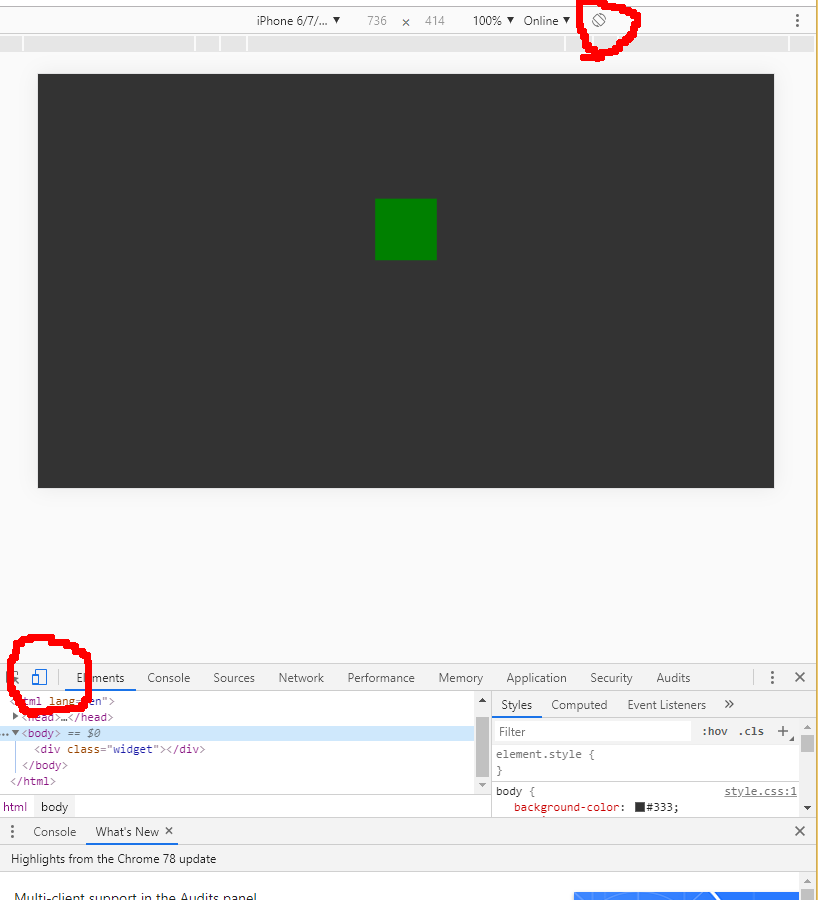 iPhone 6/7/... ▼ 736 × 414 100% ▼ Online ▼
Elements Console Sources Network Performance Memory Application Security Audits
<html lang="en">
<head>…</head>
<body> == $0
<div class="widget"></div>
</body>
</html>
html body
Styles Computed Event Listeners »
Filter :hov .cls +
element.style {
}
body { style.css:1
background-color: #333;
Console What's New ×
Highlights from the Chrome 78 update
Multi-client support in the Audits panel